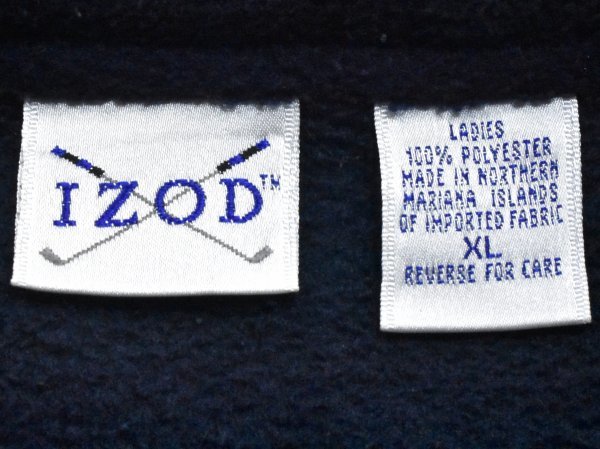 IZOD™
LADIES
100% POLYESTER
MADE IN NORTHERN
MARIANA ISLANDS
OF IMPORTED FABRIC
XL
REVERSE FOR CARE